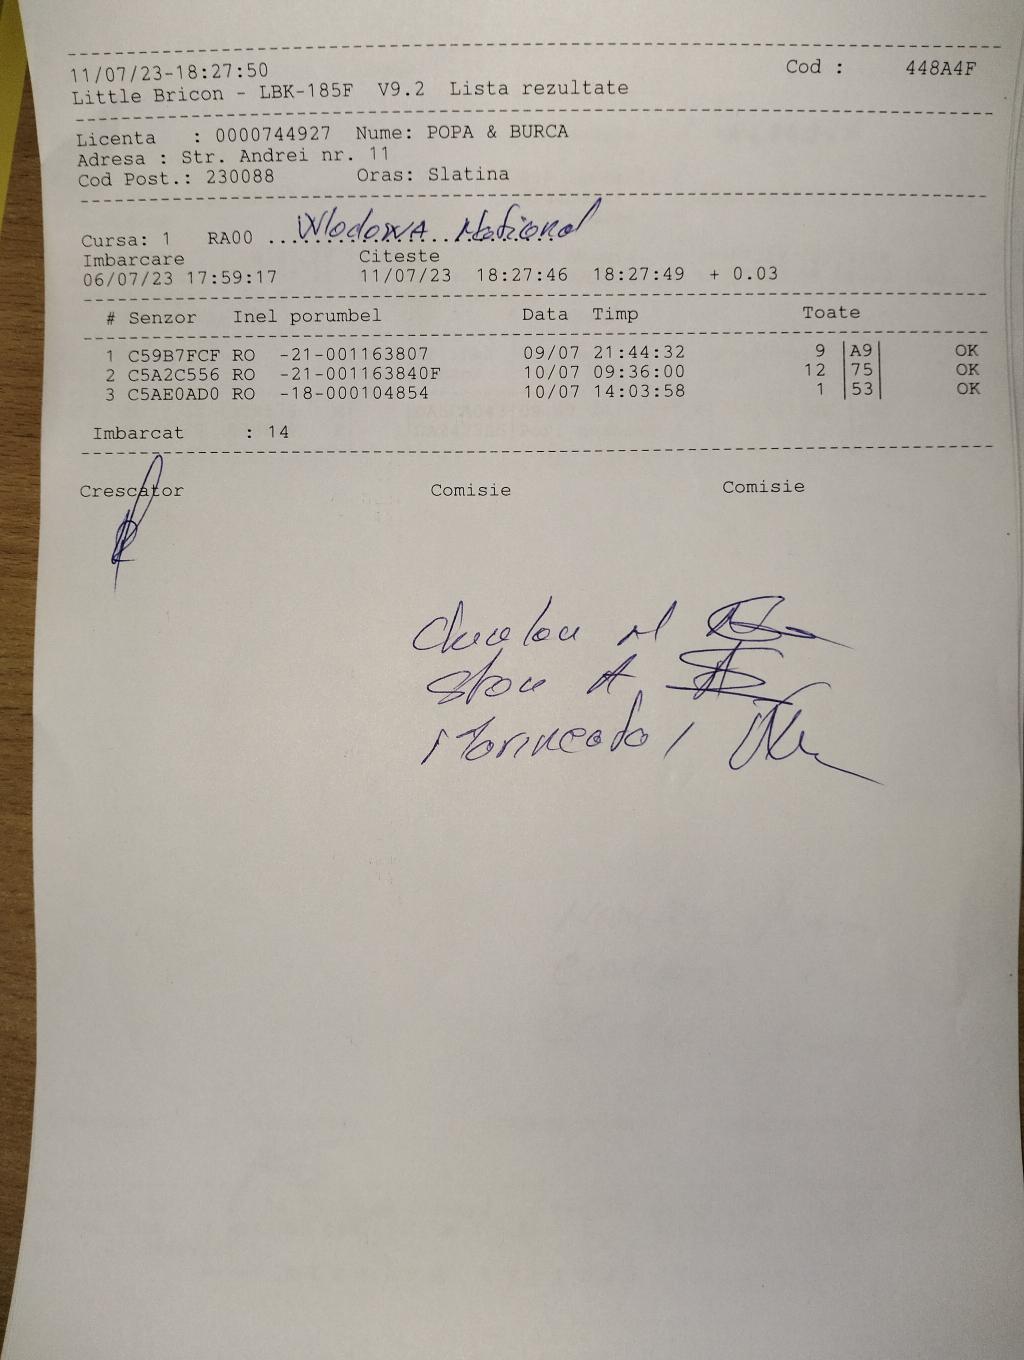 11/07/23-18:27:50 Cod : 448A4F
Little Bricon - LBK-185F V9.2 Lista rezultate
Licenta : 0000744927 Nume: POPA & BURCA
Adresa : Str. Andrei nr. 11
Cod Post.: 230088 Oras: Slatina
Cursa: 1 RA00 Wlodowa National
Imbarcare Citeste
06/07/23 17:59:17 11/07/23 18:27:46 18:27:49 + 0.03
# Senzor Inel porumbel Data Timp Toate
1 C59B7FCF RO -21-001163807 09/07 21:44:32 9 |A9| OK
2 C5A2C556 RO -21-001163840F 10/07 09:36:00 12 |75| OK
3 C5AE0AD0 RO -18-000104854 10/07 14:03:58 1 |53| OK
Imbarcat : 14
Crescator Comisie Comisie